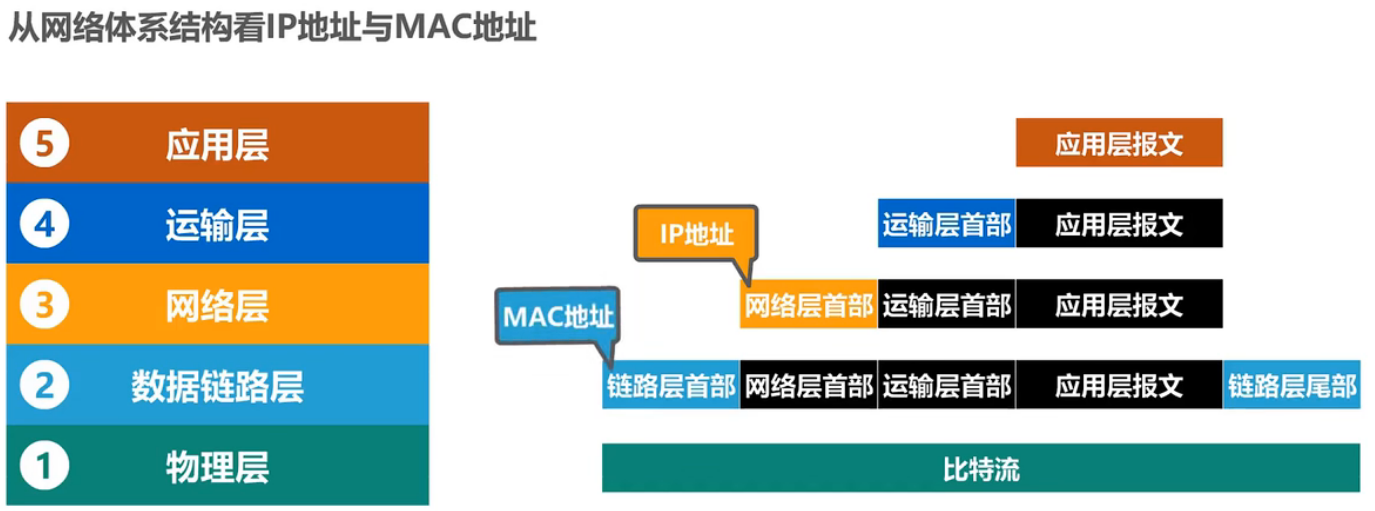 从网络体系结构看IP地址与MAC地址
5 应用层
应用层报文
4 运输层
运输层首部 应用层报文
IP地址
3 网络层
网络层首部 运输层首部 应用层报文
MAC地址
2 数据链路层
链路层首部 网络层首部 运输层首部 应用层报文 链路层尾部
1 物理层
比特流